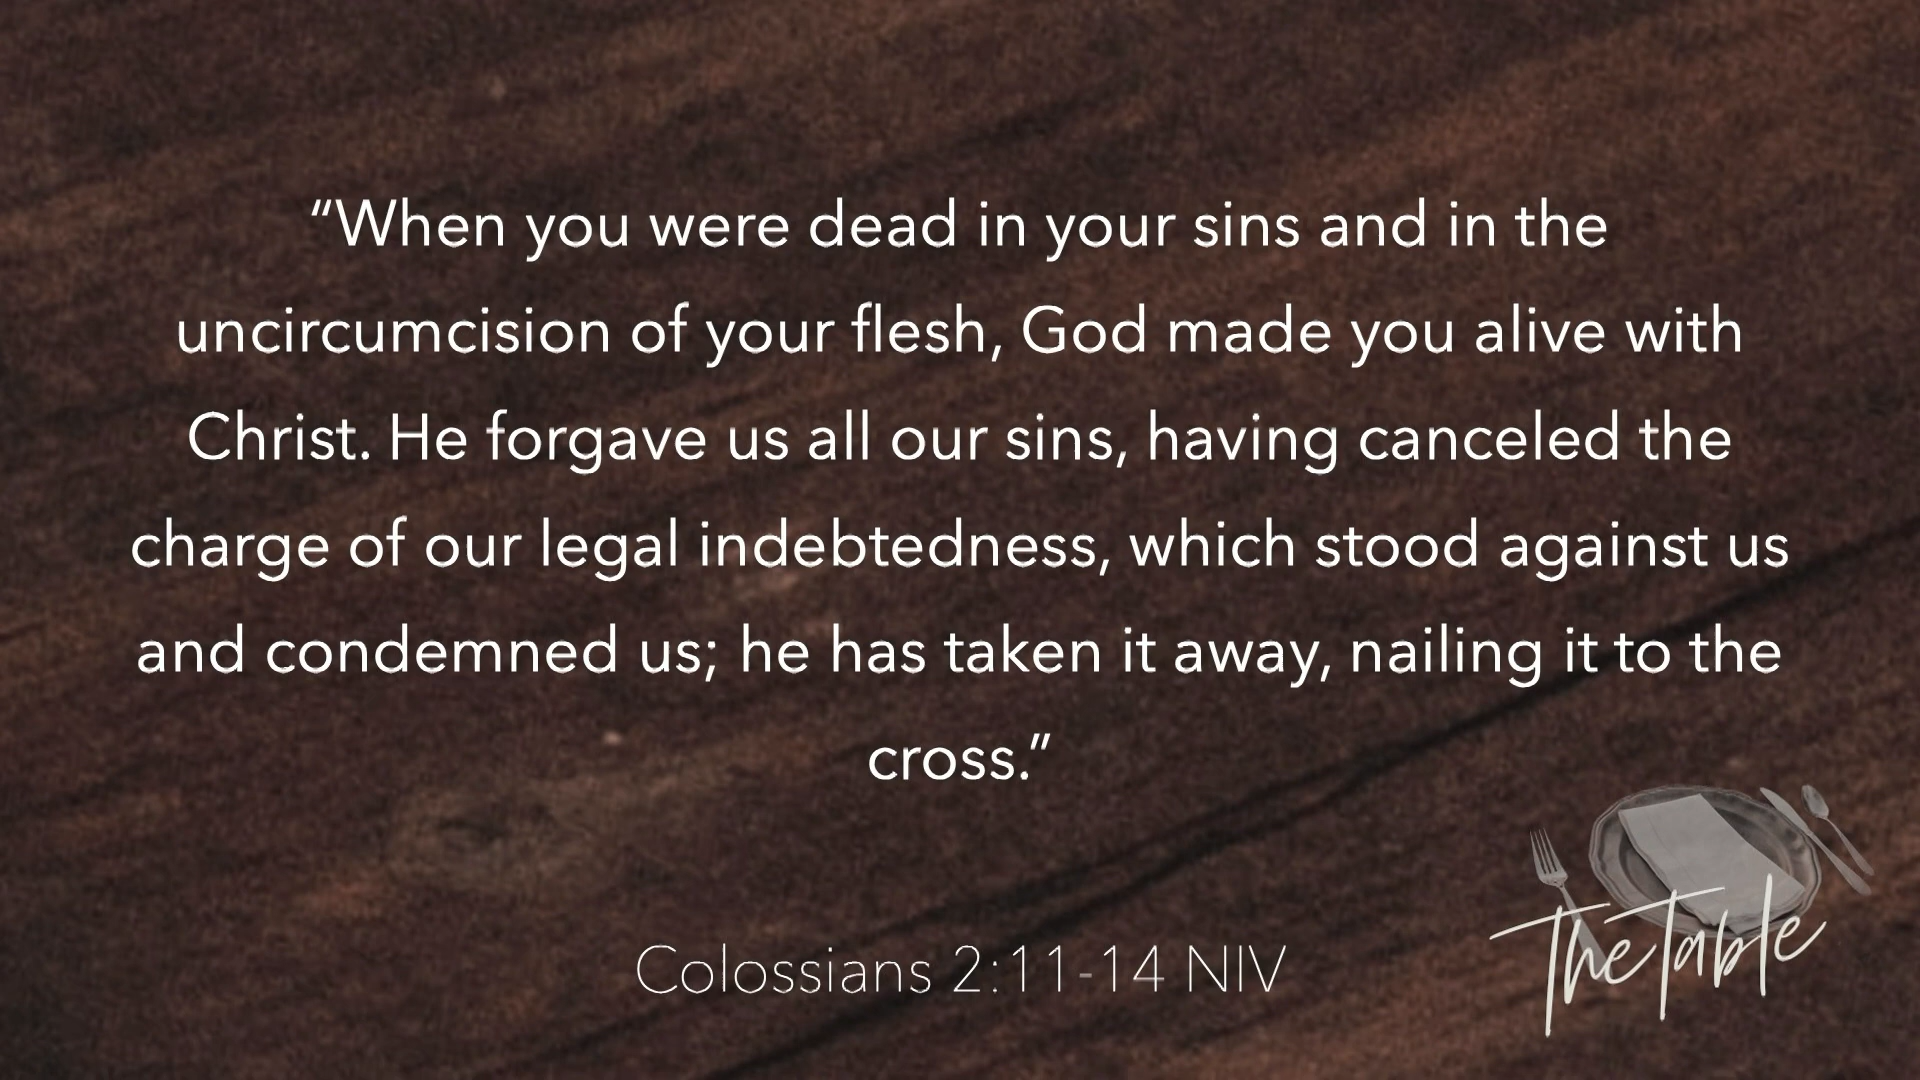 “When you were dead in your sins and in the
uncircumcision of your flesh, God made you alive with
Christ. He forgave us all our sins, having canceled the
charge of our legal indebtedness, which stood against us
and condemned us; he has taken it away, nailing it to the
cross.”
Colossians 2:11-14 NIV
The Table